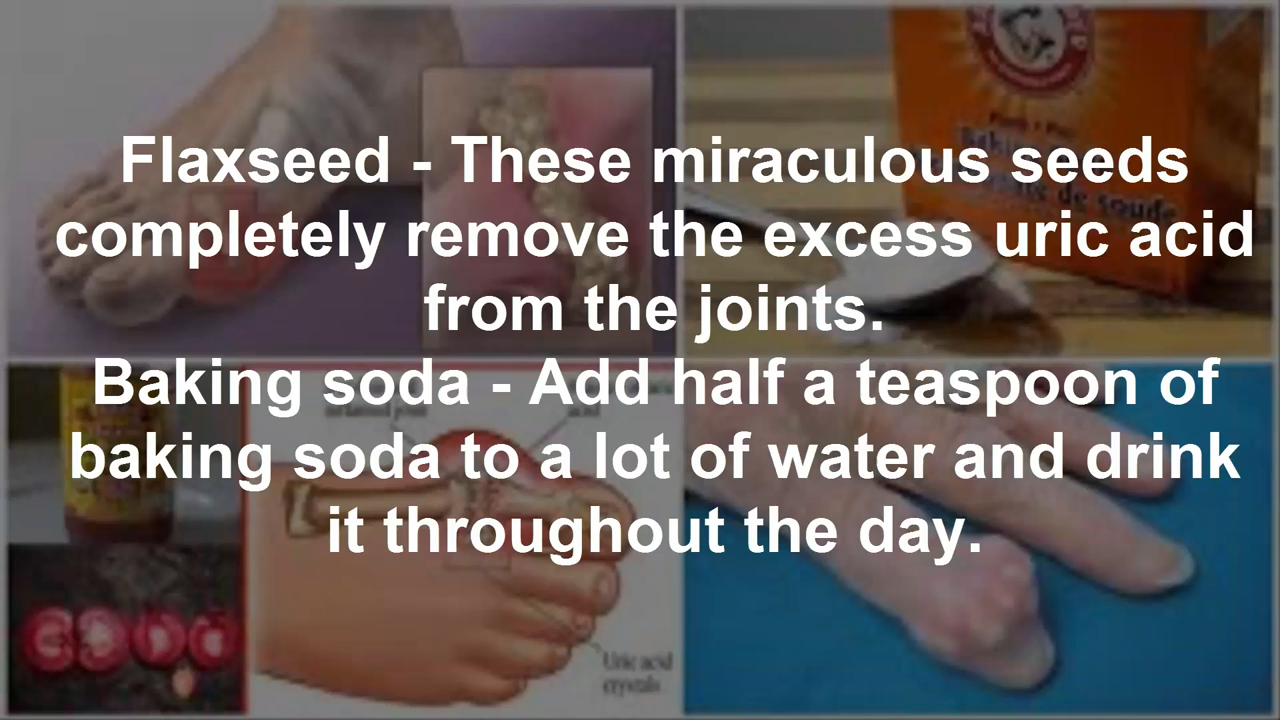 Flaxseed - These miraculous seeds
completely remove the excess uric acid
from the joints.
Baking soda - Add half a teaspoon of
baking soda to a lot of water and drink
it throughout the day.
Uric acid
crystals